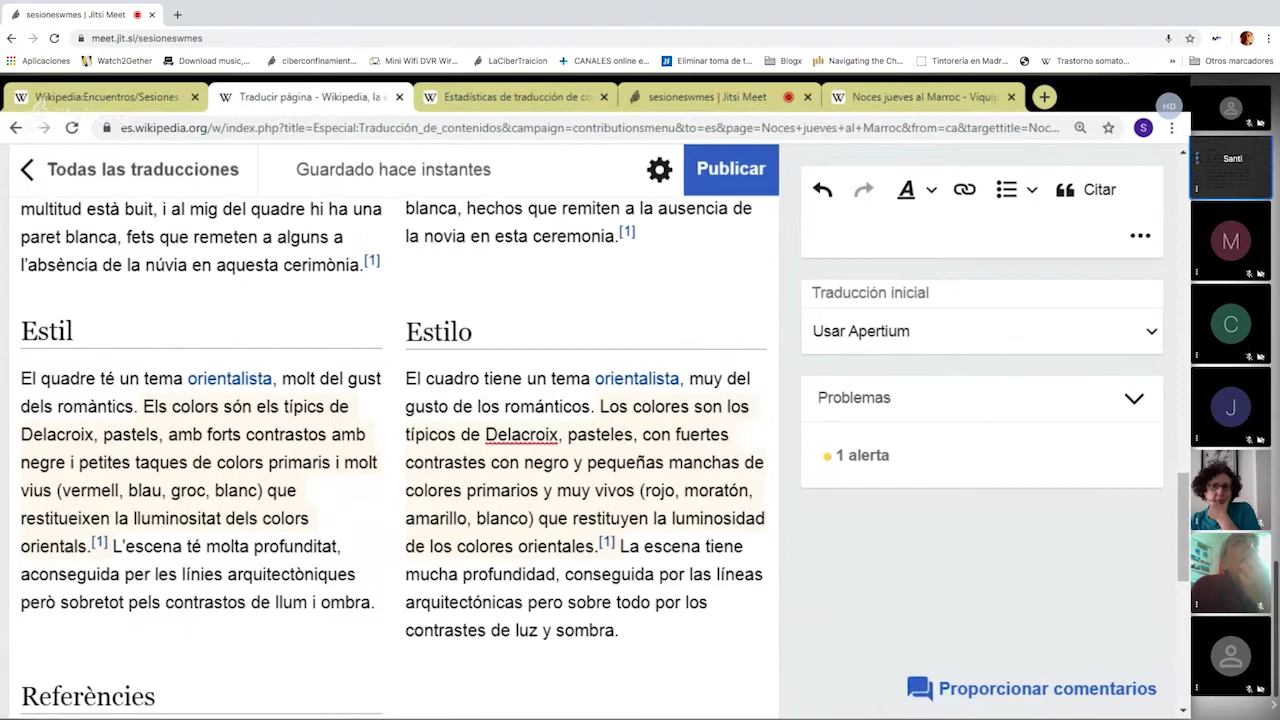 sesioneswmes | Jitsi Meet
meet.jit.si/sesioneswmes
Aplicaciones
Watch2Gether
Download music,...
ciberconfinamient...
Mini Wifi DVR Wir...
LaCiberTraicion
CANALES online e...
Eliminar toma de t...
Blogx
Navigating the Ch...
Tintorería en Madr...
Trastorno somato...
Otros marcadores
Wikipedia:Encuentros/Sesiones
Traducir página - Wikipedia, la e
Estadísticas de traducción de co
sesioneswmes | Jitsi Meet
Noces jueves al Marroc - Viquip
HD
es.wikipedia.org/w/index.php?title=Especial:Traducción_de_contenidos&campaign=contributionsmenu&to=es&page=Noces+jueves+al+Marroc&from=ca&targettitle=Noc...
S
Todas las traducciones
Guardado hace instantes
Publicar
multitud està buit, i al mig del quadre hi ha una
paret blanca, fets que remeten a alguns a
l'absència de la núvia en aquesta cerimònia.[1]
blanca, hechos que remiten a la ausencia de
la novia en esta ceremonia.[1]
Estil
El quadre té un tema orientalista, molt del gust
dels romàntics. Els colors són els típics de
Delacroix, pastels, amb forts contrastos amb
negre i petites taques de colors primaris i molt
vius (vermell, blau, groc, blanc) que
restitueixen la lluminositat dels colors
orientals.[1] L'escena té molta profunditat,
aconseguida per les línies arquitectòniques
però sobretot pels contrastos de llum i ombra.
Estilo
El cuadro tiene un tema orientalista, muy del
gusto de los románticos. Los colores son los
típicos de Delacroix, pasteles, con fuertes
contrastes con negro y pequeñas manchas de
colores primarios y muy vivos (rojo, moratón,
amarillo, blanco) que restituyen la luminosidad
de los colores orientales.[1] La escena tiene
mucha profundidad, conseguida por las líneas
arquitectónicas pero sobre todo por los
contrastes de luz y sombra.
Referències
A
Citar
Traducción inicial
Usar Apertium
Problemas
1 alerta
Proporcionar comentarios
Santi
M
C
J